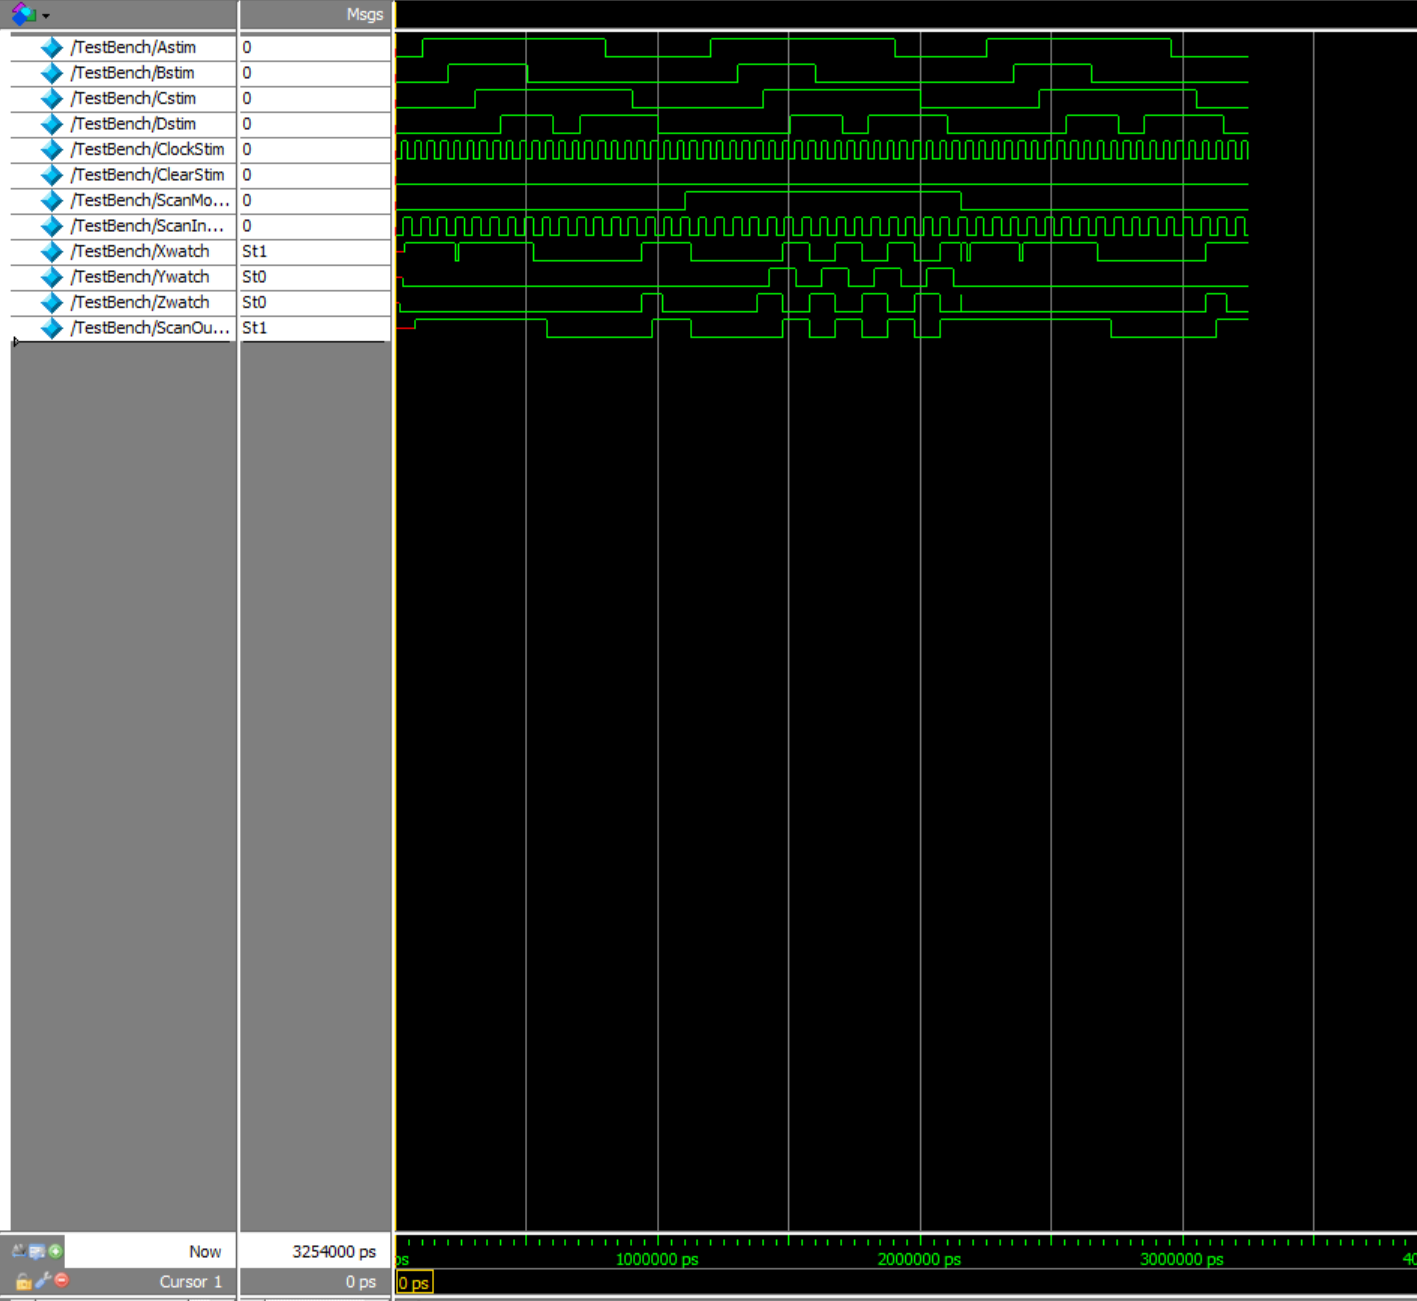 Msgs
/TestBench/Astim 0
/TestBench/Bstim 0
/TestBench/Cstim 0
/TestBench/Dstim 0
/TestBench/ClockStim 0
/TestBench/ClearStim 0
/TestBench/ScanMo... 0
/TestBench/ScanIn... 0
/TestBench/Xwatch St1
/TestBench/Ywatch St0
/TestBench/Zwatch St0
/TestBench/ScanOu... St1
Now 3254000 ps ps 1000000 ps 2000000 ps 3000000 ps 40
Cursor 1 0 ps 0 ps